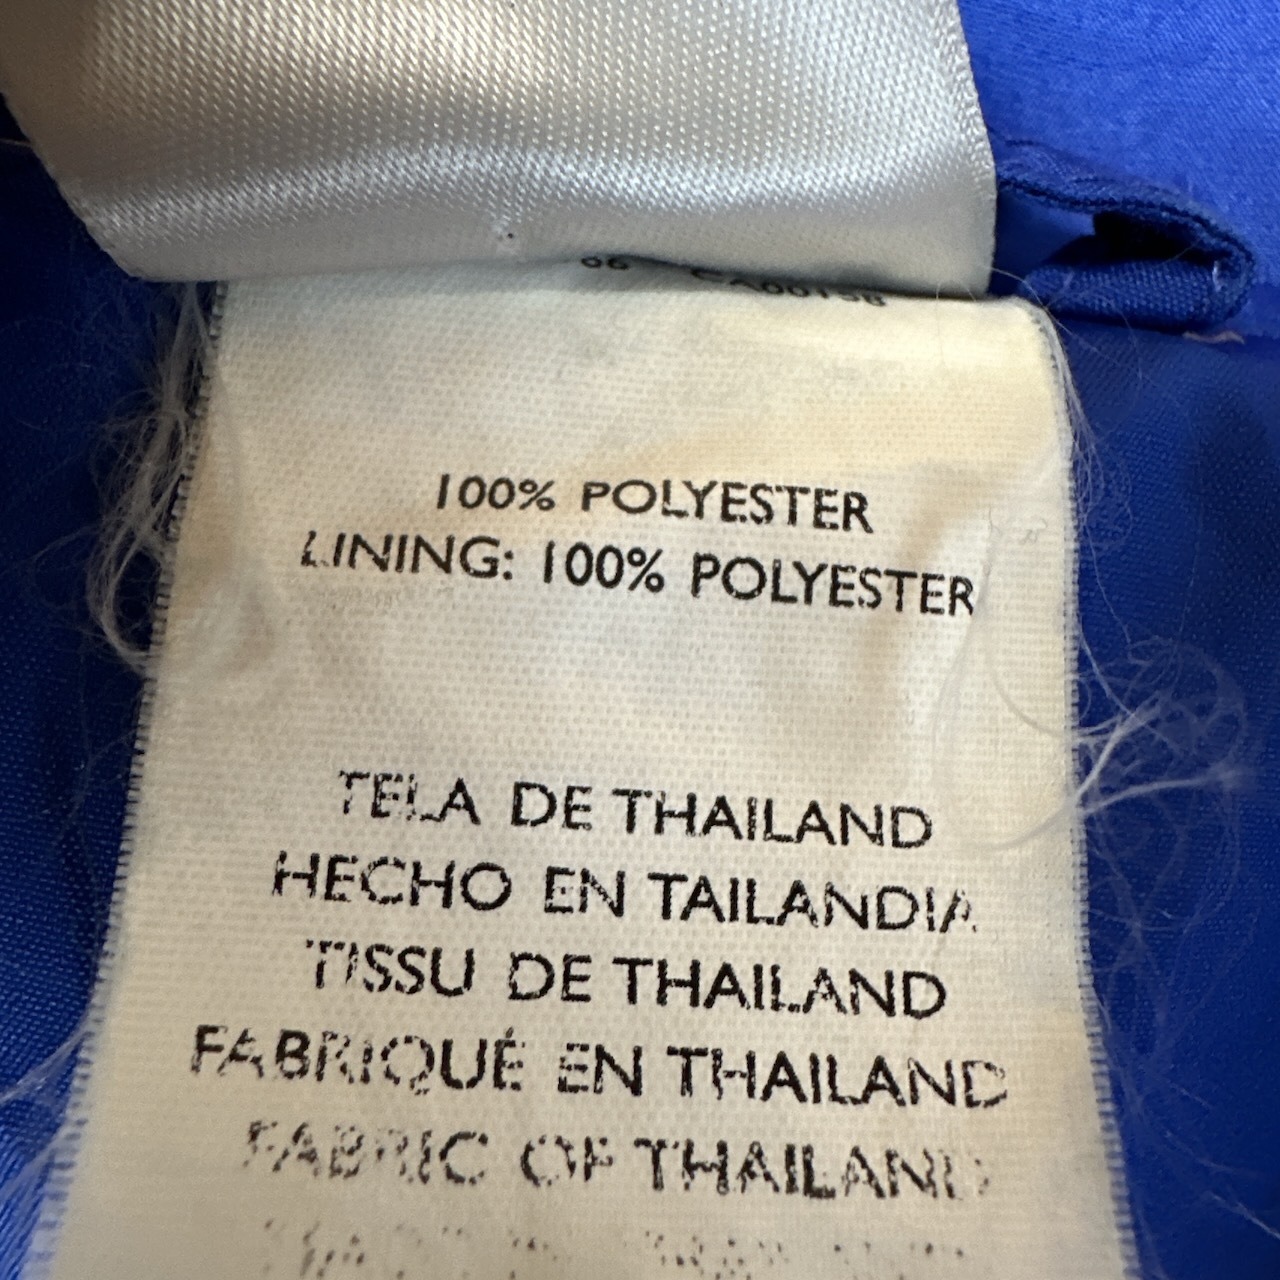 100% POLYESTER
LINING: 100% POLYESTER
TELA DE THAILAND
HECHO EN TAILANDIA
TISSU DE THAILAND
FABRIQUÉ EN THAILAND
FABRIC OF THAILAND